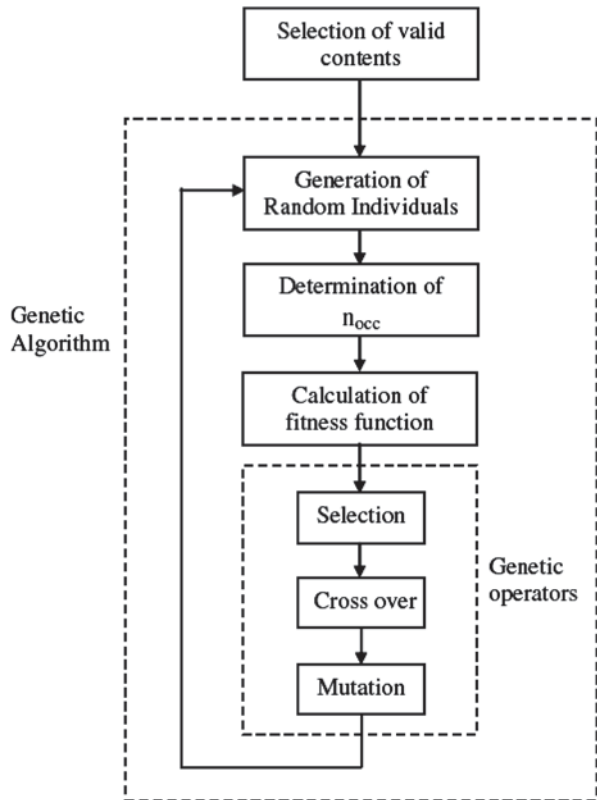 Selection of valid
contents
Generation of
Random Individuals
Determination of
nocc
Genetic
Algorithm
Calculation of
fitness function
Selection
Genetic
operators
Cross over
Mutation